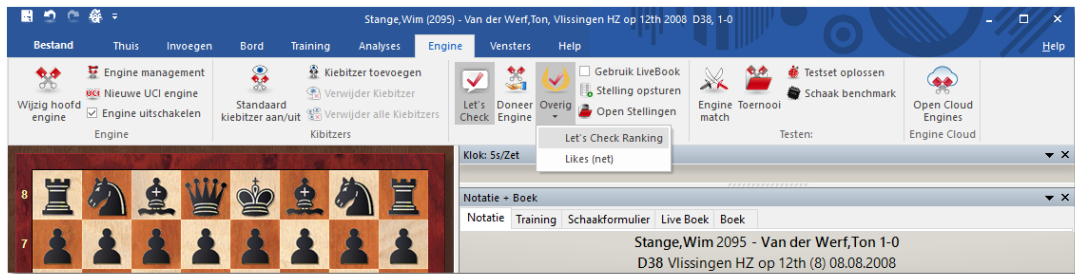 Stange,Wim (2095) - Van der Werf,Ton, Vlissingen HZ op 12th 2008 D38, 1-0
Bestand Thuis Invoegen Bord Training Analyses Engine Vensters Help Help
Wijzig hoofd engine
Engine management
UCI Nieuwe UCI engine
Engine uitschakelen
Engine
Standaard kiebitzer aan/uit
Kiebitzer toevoegen
Verwijder Kiebitzer
Verwijder alle Kiebitzers
Kibitzers
Let's Check
Doneer Engine
Overig
Gebruik LiveBook
Stelling opsturen
Open Stellingen
Let's Check Ranking
Likes (net)
Engine match
Toernooi
Testset oplossen
Schaak benchmark
Testen:
Open Cloud Engines
Engine Cloud
Klok: 5s/Zet
Notatie + Boek
Notatie Training Schaakformulier Live Boek Boek
Stange,Wim 2095 - Van der Werf,Ton 1-0
D38 Vlissingen HZ op 12th (8) 08.08.2008
8
7